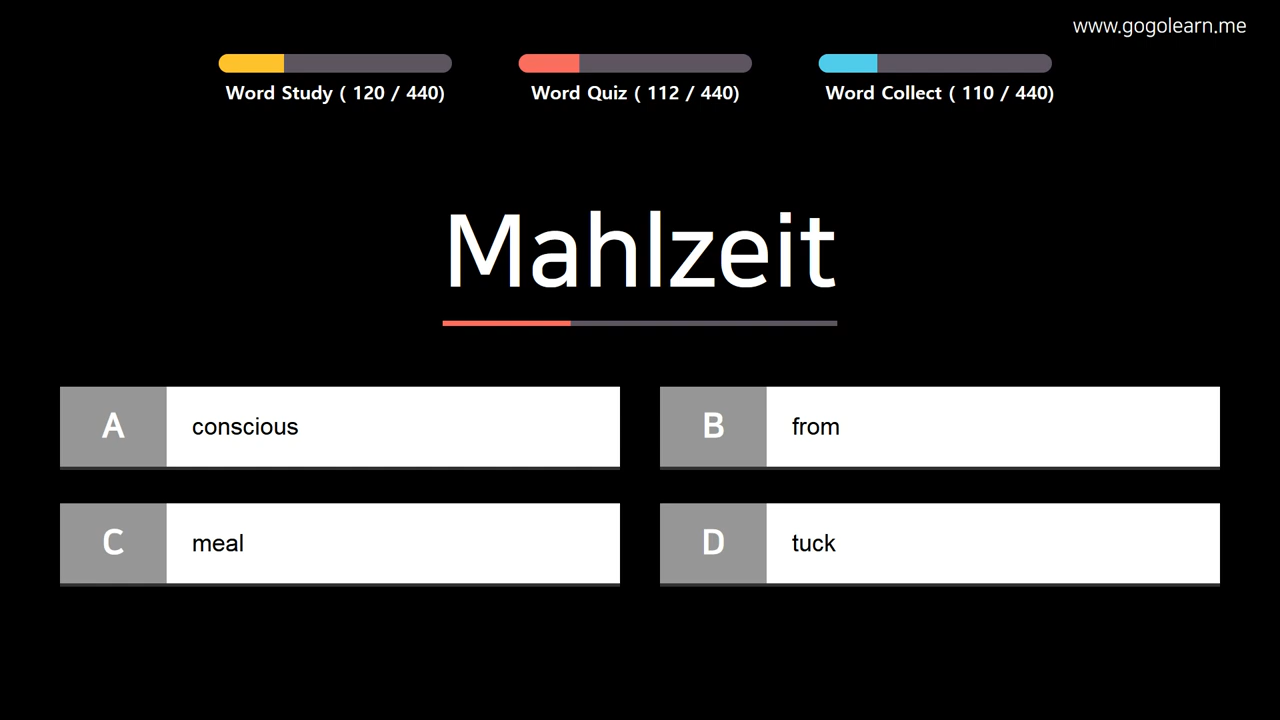 www.gogolearn.me
Word Study ( 120 / 440)
Word Quiz ( 112 / 440)
Word Collect ( 110 / 440)
Mahlzeit
A conscious
B from
C meal
D tuck